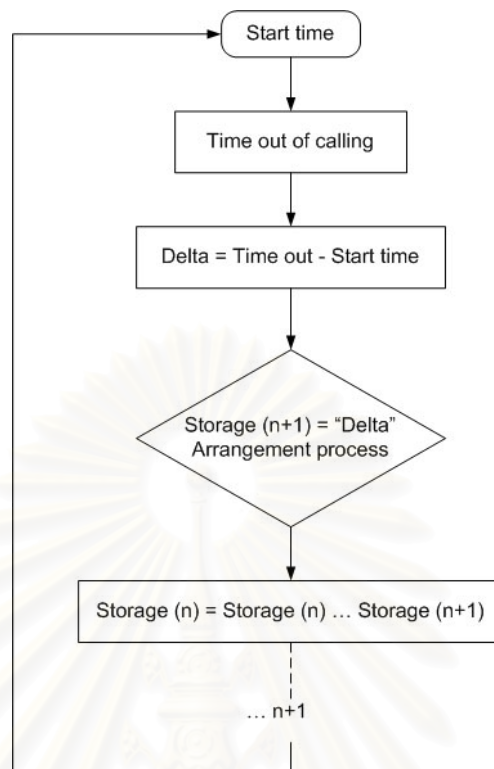 Start time
Time out of calling
Delta = Time out - Start time
Storage (n+1) = “Delta”
Arrangement process
Storage (n) = Storage (n) ... Storage (n+1)
... n+1